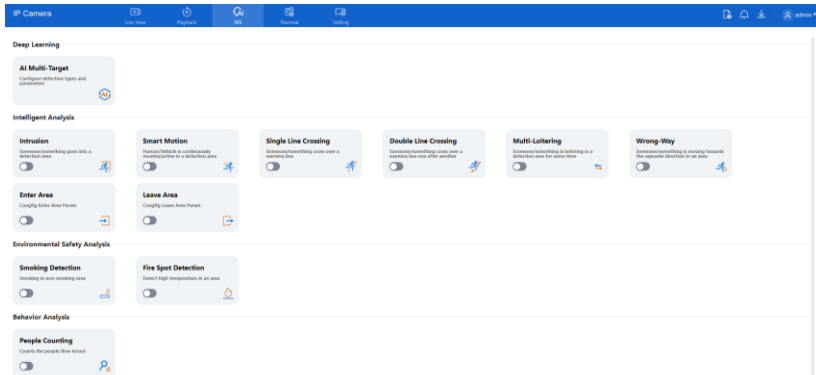 IP Camera
Live View
Playback
IVS
Thermal
Setting
admin
Deep Learning
AI Multi-Target
Configure detection types and
parameters
AI
Intelligent Analysis
Intrusion
Someone/something goes into a
detection area
Smart Motion
Human/Vehicle is continuously
moving/active in a detection area
Single Line Crossing
Someone/something cross over a
warning line
Double Line Crossing
Someone/something cross over a
warning line one after another
Multi-Loitering
Someone/something is loitering in a
detection area for some time
Wrong-Way
Someone/something is moving towards
the opposite direction in an area
Enter Area
Congfig Enter Area Param
Leave Area
Congfig Leave Area Param
Environmental Safety Analysis
Smoking Detection
Smoking in non-smoking area
Fire Spot Detection
Detect high temperature in an area
Behavior Analysis
People Counting
Counts the people flow in/out